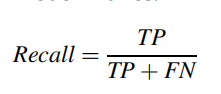 Recall = TP / (TP + FN)